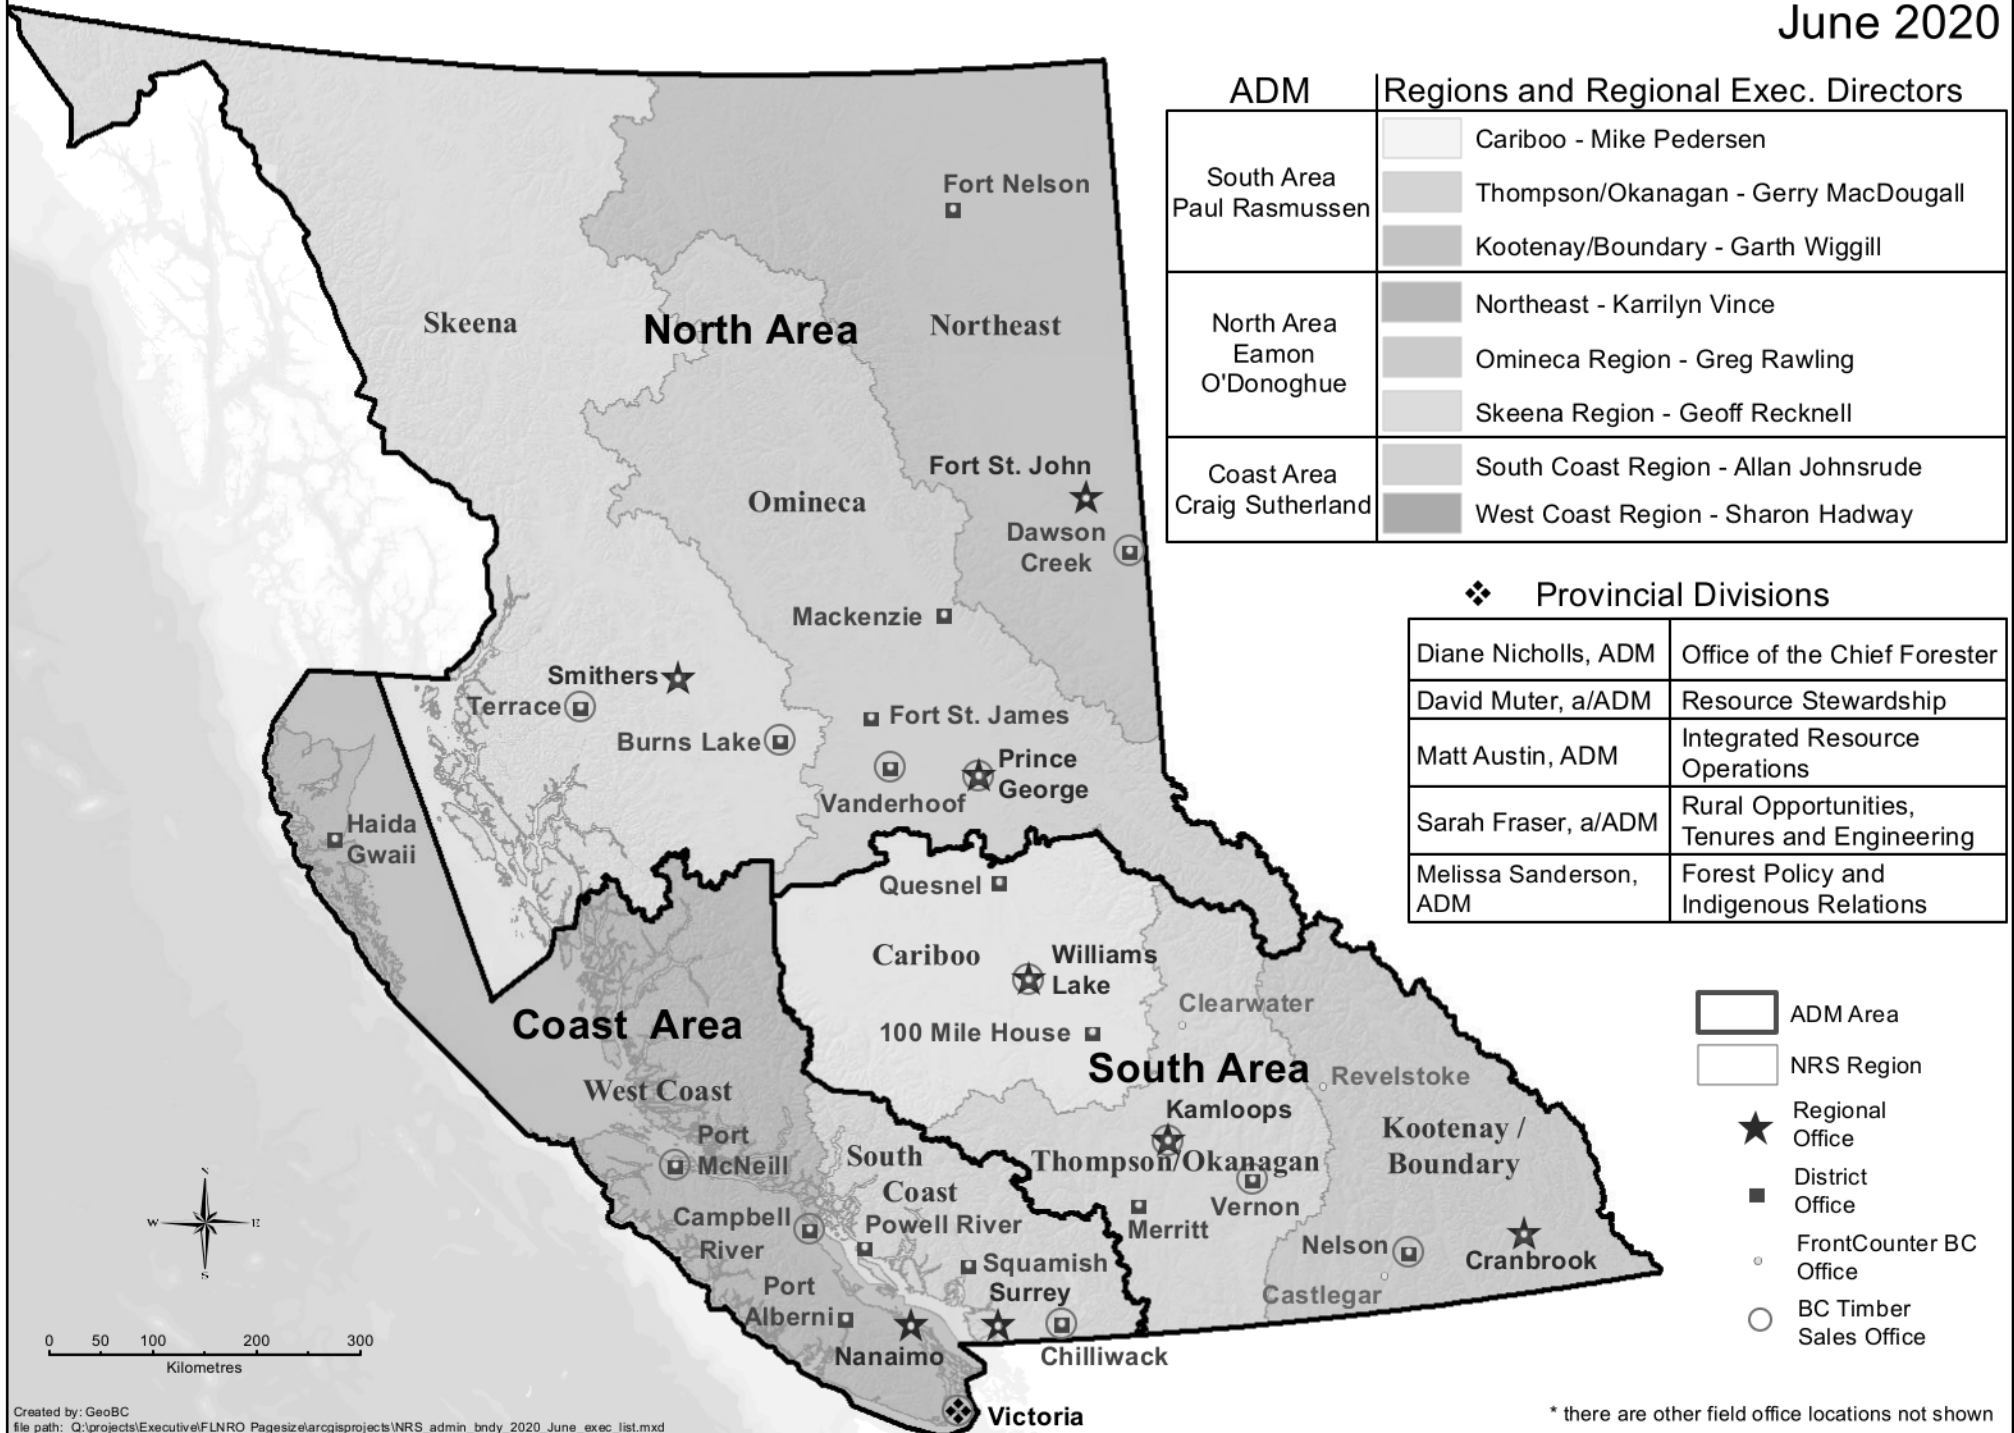 June 2020
ADM
Regions and Regional Exec. Directors
South Area
Paul Rasmussen
Cariboo - Mike Pedersen
Thompson/Okanagan - Gerry MacDougall
Kootenay/Boundary - Garth Wiggill
North Area
Eamon
O'Donoghue
Northeast - Karrilyn Vince
Omineca Region - Greg Rawling
Skeena Region - Geoff Recknell
Coast Area
Craig Sutherland
South Coast Region - Allan Johnsrude
West Coast Region - Sharon Hadway
Provincial Divisions
Diane Nicholls, ADM
Office of the Chief Forester
David Muter, a/ADM
Resource Stewardship
Matt Austin, ADM
Integrated Resource
Operations
Sarah Fraser, a/ADM
Rural Opportunities,
Tenures and Engineering
Melissa Sanderson,
ADM
Forest Policy and
Indigenous Relations
ADM Area
NRS Region
Regional
Office
District
Office
FrontCounter BC
Office
BC Timber
Sales Office
* there are other field office locations not shown
Fort Nelson
Skeena
North Area
Northeast
Fort St. John
Omineca
Dawson
Creek
Mackenzie
Smithers
Terrace
Burns Lake
Fort St. James
Prince
George
Vanderhoof
Haida
Gwaii
Quesnel
Cariboo
Williams
Lake
Clearwater
100 Mile House
Coast Area
South Area
West Coast
Revelstoke
Kamloops
Kootenay /
Boundary
Port
McNeill
South
Coast
Thompson/Okanagan
Vernon
Campbell
River
Powell River
Merritt
Nelson
Cranbrook
Squamish
Surrey
Port
Alberni
Castlegar
Nanaimo
Chilliwack
Victoria
N
W
E
S
0 50 100 200 300
Kilometres
Created by: GeoBC
file path: Q:\projects\Executive\FLNRO_Pagesize\arcgisprojects\NRS_admin_bndy_2020_June_exec_list.mxd